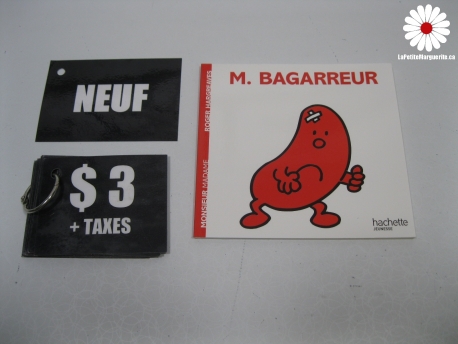 LaPetiteMarguerite.ca
NEUF
$ 3
+ TAXES
M. BAGARREUR
MONSIEUR MADAME
ROGER HARGREAVES
hachette
JEUNESSE